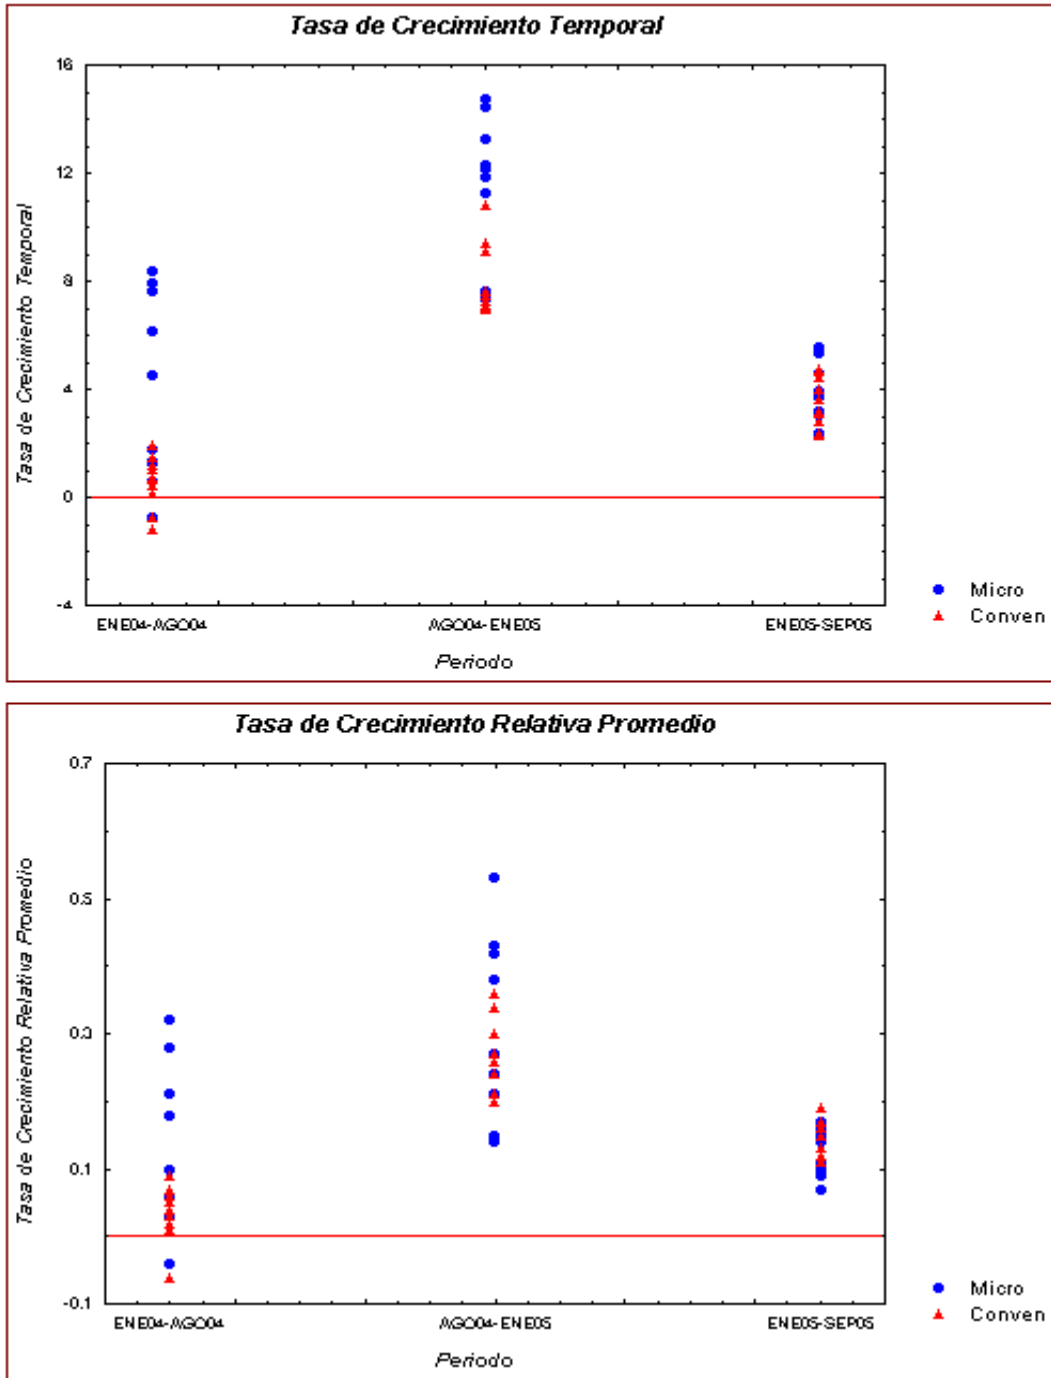 Tasa de Crecimiento Temporal
Tasa de Crecimiento Temporal
16
12
8
4
0
-4
ENE04-AGO04 AGO04-ENE05 ENE05-SEP05
Periodo
Micro
Conven
Tasa de Crecimiento Relativa Promedio
Tasa de Crecimiento Relativa Promedio
0.7
0.5
0.3
0.1
-0.1
ENE04-AGO04 AGO04-ENE05 ENE05-SEP05
Periodo
Micro
Conven